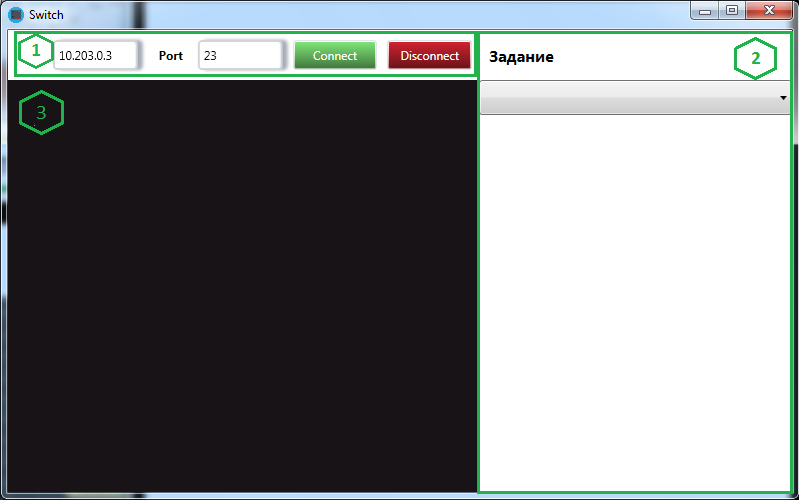 Switch
1
10.203.0.3
Port
23
Connect
Disconnect
Задание
2
3